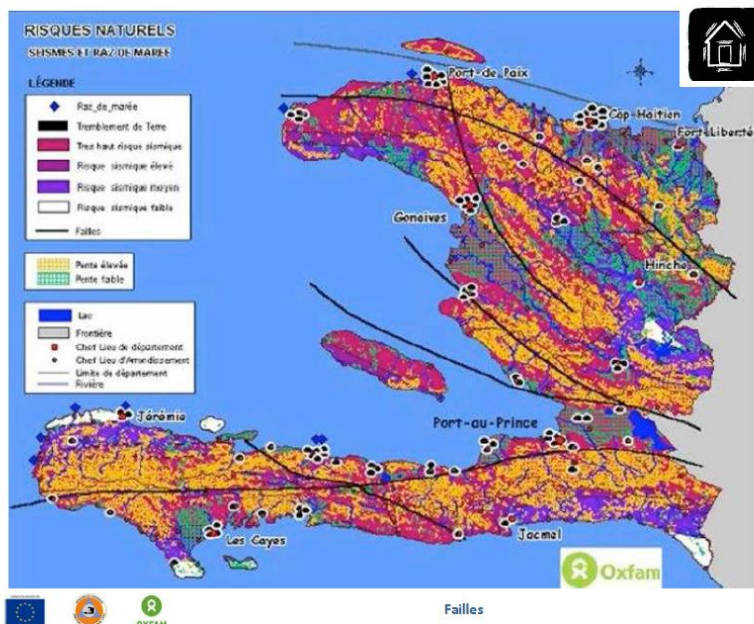 RISQUES NATURELS
SEISMES ET RAZ DE MAREE
LÉGENDE
Raz_de_marée
Tremblement de Terre
Trez haut risque sismique
Risque sismique élevé
Risque sismique moyen
Risque sismique faible
Failles
Pente élevée
Pente faible
Lac
Frontière
Chef Lieu de département
Chef Lieu d'Arrondissement
Limite de département
Rivière
Port-de Paix
Cap Haitien
Fort Liberté
Gonaives
Hinche
Port-au-Prince
Jérémie
Les Cayes
Jacmel
Oxfam
OXFAM
Failles